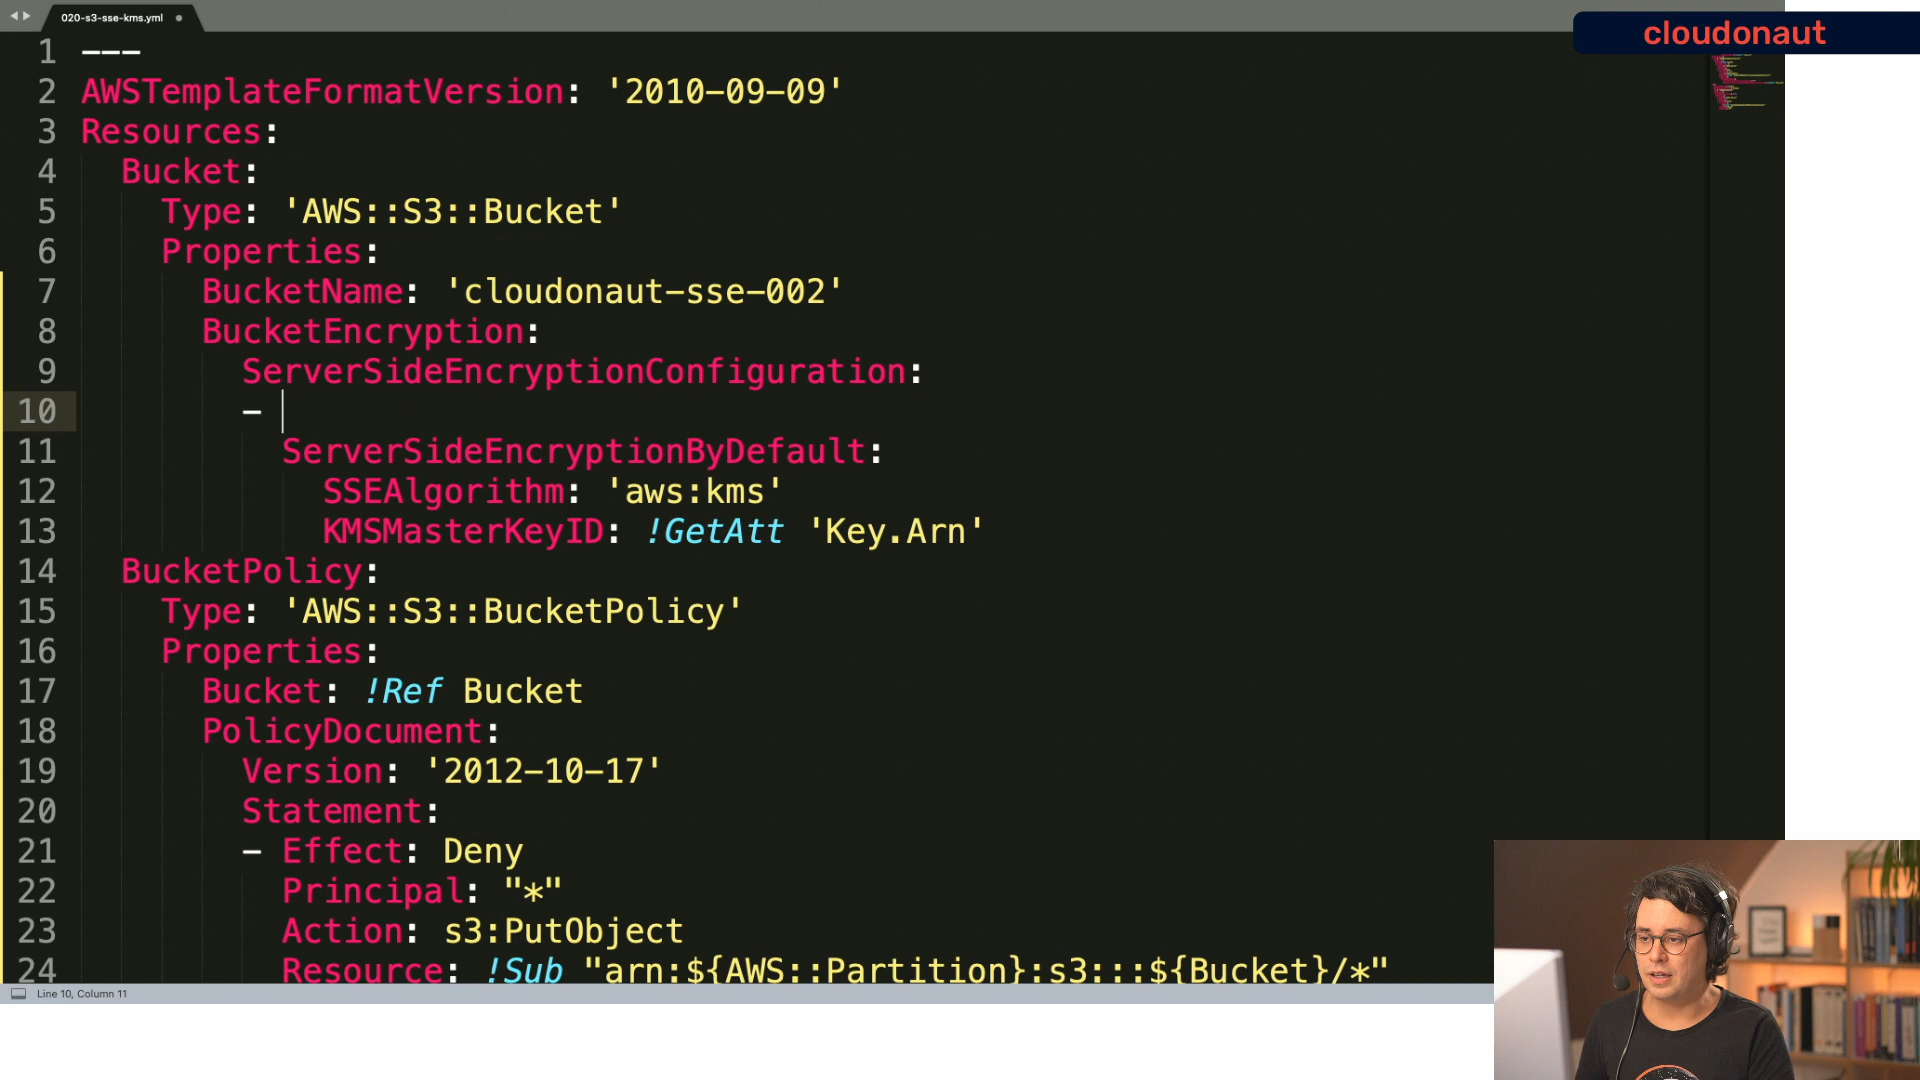 020-s3-sse-kms.yml
cloudonaut
1 ---
2 AWSTemplateFormatVersion: '2010-09-09'
3 Resources:
4   Bucket:
5     Type: 'AWS::S3::Bucket'
6     Properties:
7       BucketName: 'cloudonaut-sse-002'
8       BucketEncryption:
9         ServerSideEncryptionConfiguration:
10         -
11           ServerSideEncryptionByDefault:
12             SSEAlgorithm: 'aws:kms'
13             KMSMasterKeyID: !GetAtt 'Key.Arn'
14   BucketPolicy:
15     Type: 'AWS::S3::BucketPolicy'
16     Properties:
17       Bucket: !Ref Bucket
18       PolicyDocument:
19         Version: '2012-10-17'
20         Statement:
21         - Effect: Deny
22           Principal: "*"
23           Action: s3:PutObject
24           Resource: !Sub "arn:${AWS::Partition}:s3:::${Bucket}/*"
Line 10, Column 11